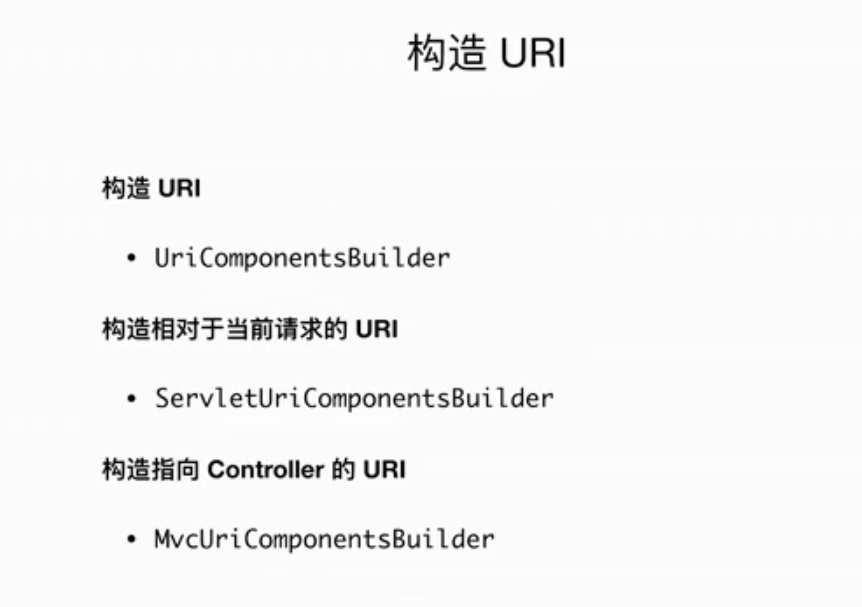 构造 URI
构造 URI
• UriComponentsBuilder
构造相对于当前请求的 URI
• ServletUriComponentsBuilder
构造指向 Controller 的 URI
• MvcUriComponentsBuilder